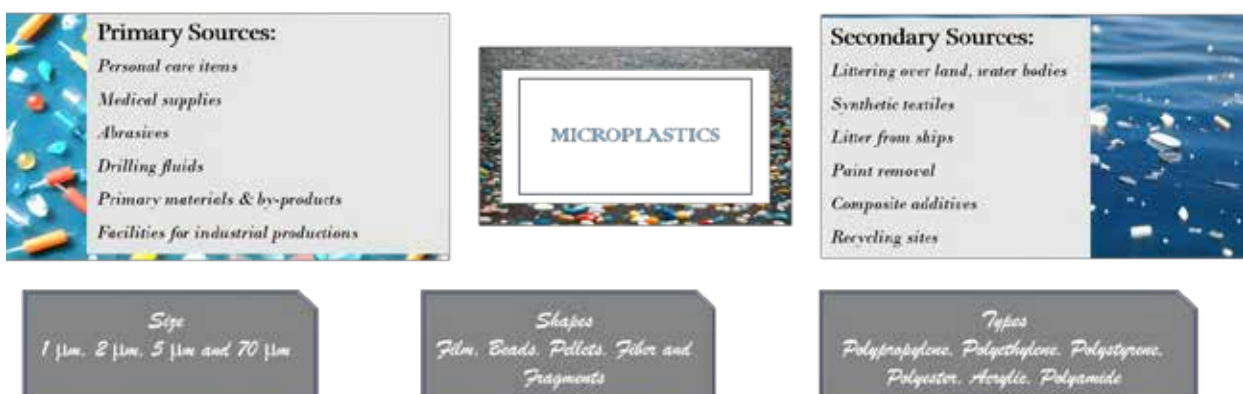 Primary Sources:
Personal care items
Medical supplies
Abrasives
Drilling fluids
Primary materials & by-products
Facilities for industrial productions
MICROPLASTICS
Secondary Sources:
Littering over land, water bodies
Synthetic textiles
Litter from ships
Paint removal
Composite additives
Recycling sites
Size
1 µm, 2 µm, 5 µm and 70 µm
Shapes
Film, Beads, Pellets, Fiber and
Fragments
Types
Polypropylene, Polyethylene, Polystyrene,
Polyester, Acrylic, Polyamide